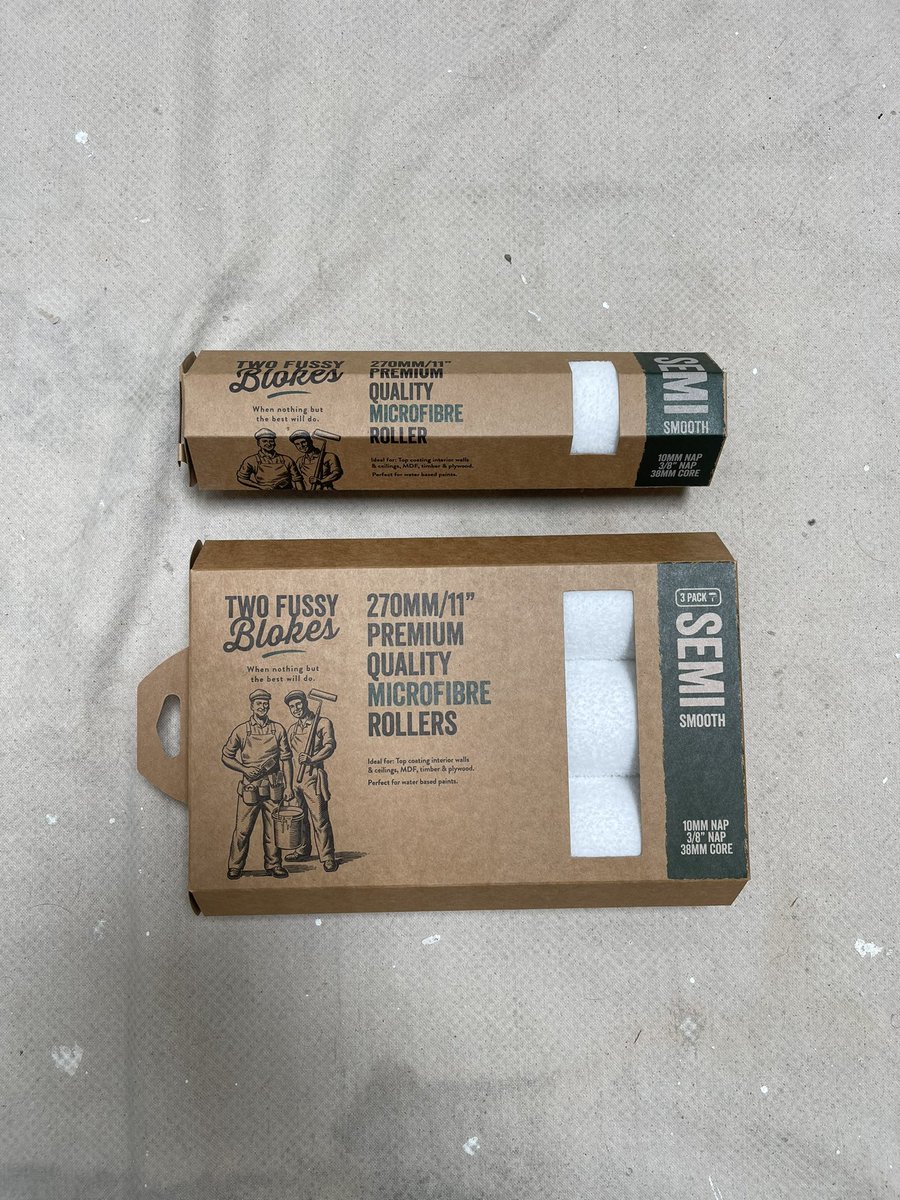 TWO FUSSY
Blokes
When nothing but
the best will do.
270MM/11”
PREMIUM
QUALITY
MICROFIBRE
ROLLER
Ideal for: Top coating interior walls
& ceilings, MDF, timber & plywood.
Perfect for water based paints.
SEMI
SMOOTH
10MM NAP
3/8” NAP
38MM CORE
TWO FUSSY
Blokes
When nothing but
the best will do.
270MM/11”
PREMIUM
QUALITY
MICROFIBRE
ROLLERS
Ideal for: Top coating interior walls
& ceilings, MDF, timber & plywood.
Perfect for water based paints.
3 PACK
SEMI
SMOOTH
10MM NAP
3/8” NAP
38MM CORE